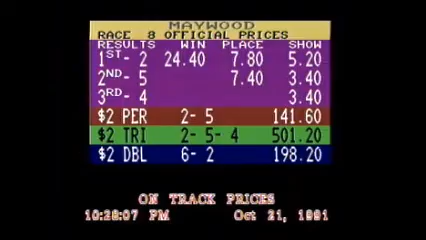 MAYWOOD
RACE 8 OFFICIAL PRICES
RESULTS WIN PLACE SHOW
1ST- 2 24.40 7.80 5.20
2ND- 5 7.40 3.40
3RD- 4 3.40
$2 PER 2- 5 141.60
$2 TRI 2- 5- 4 501.20
$2 DBL 6- 2 198.20
ON TRACK PRICES
10:28:07 PM Oct 21, 1991